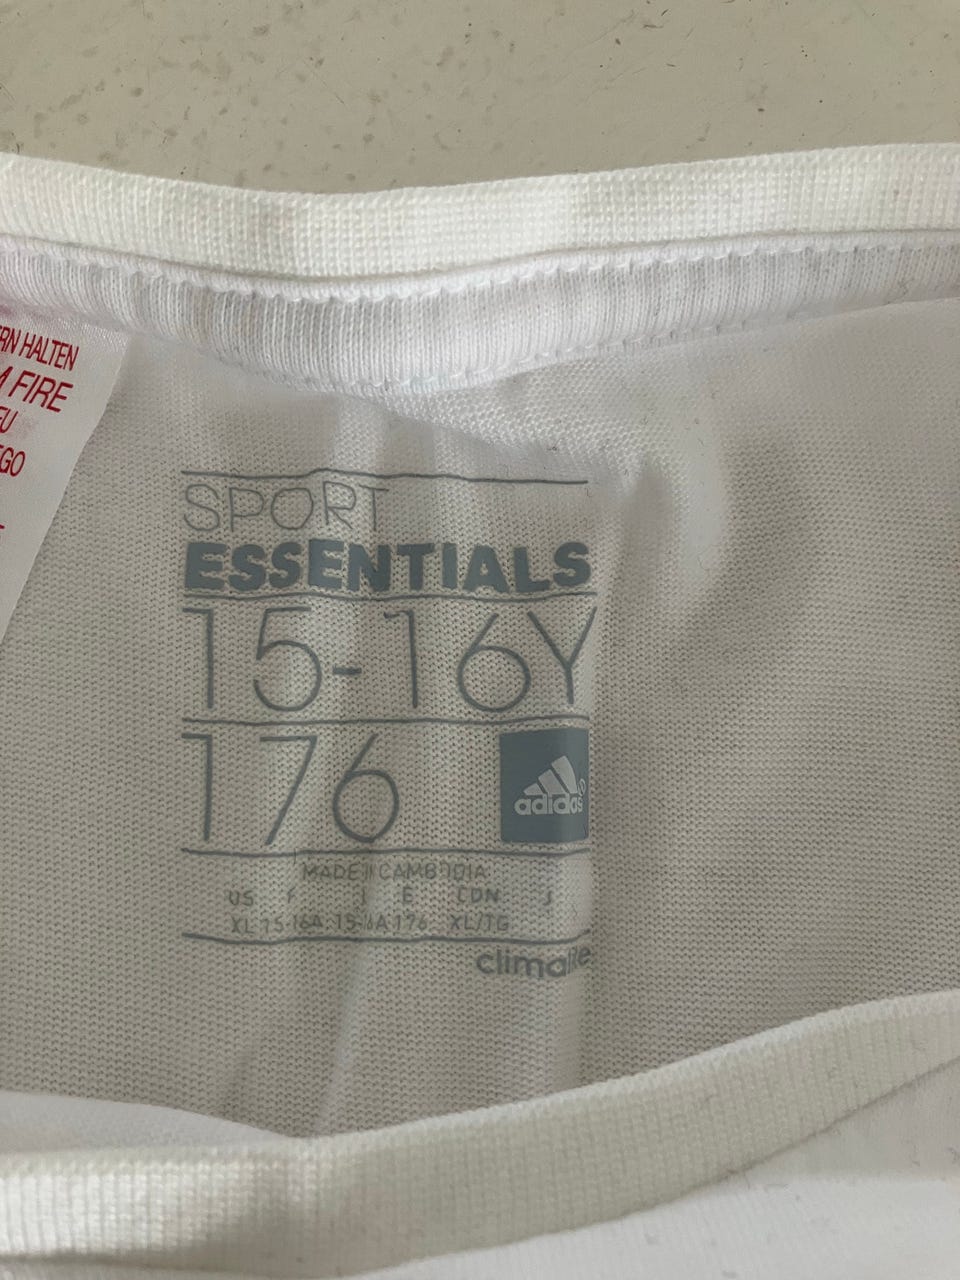 RN HALTEN
FIRE
EU
EGO
SPORT
ESSENTIALS
15-16Y
176
adidas
MADE IN CAMBODIA
US F I E CDN J
XL 15-16A 15-16A 176 XL/TG
climalite